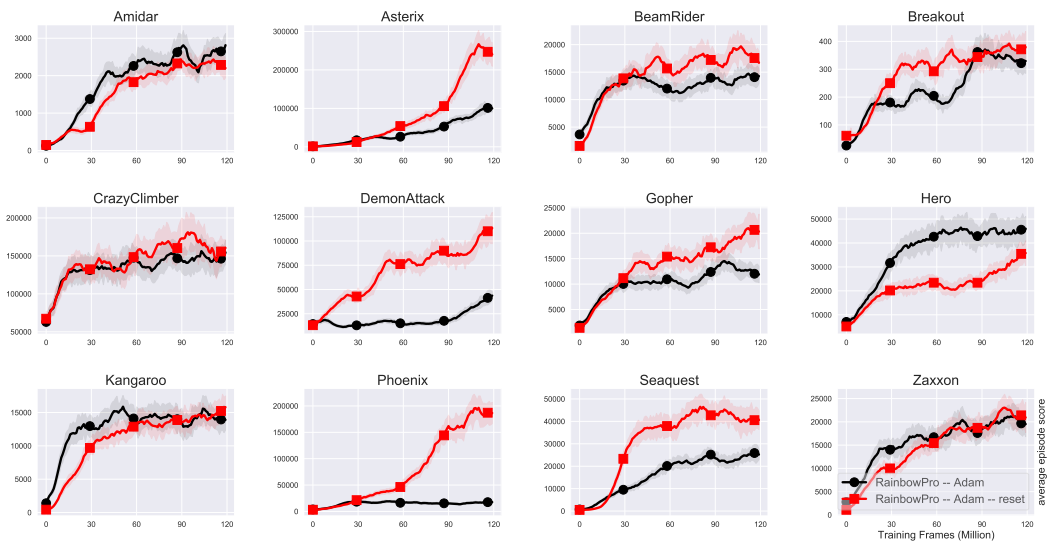 Amidar
3000
2000
1000
0
0 30 60 90 120
Asterix
300000
200000
100000
0
0 30 60 90 120
BeamRider
20000
15000
10000
5000
0 30 60 90 120
Breakout
400
300
200
100
0 30 60 90 120
CrazyClimber
200000
150000
100000
50000
0 30 60 90 120
DemonAttack
125000
100000
75000
50000
25000
0 30 60 90 120
Gopher
25000
20000
15000
10000
5000
0 30 60 90 120
Hero
50000
40000
30000
20000
10000
0 30 60 90 120
Kangaroo
15000
10000
5000
0
0 30 60 90 120
Phoenix
200000
150000
100000
50000
0
0 30 60 90 120
Seaquest
50000
40000
30000
20000
10000
0
0 30 60 90 120
Zaxxon
25000
20000
15000
10000
5000
0
0 30 60 90 120
RainbowPro -- Adam
RainbowPro -- Adam -- reset
Training Frames (Million)
average episode score